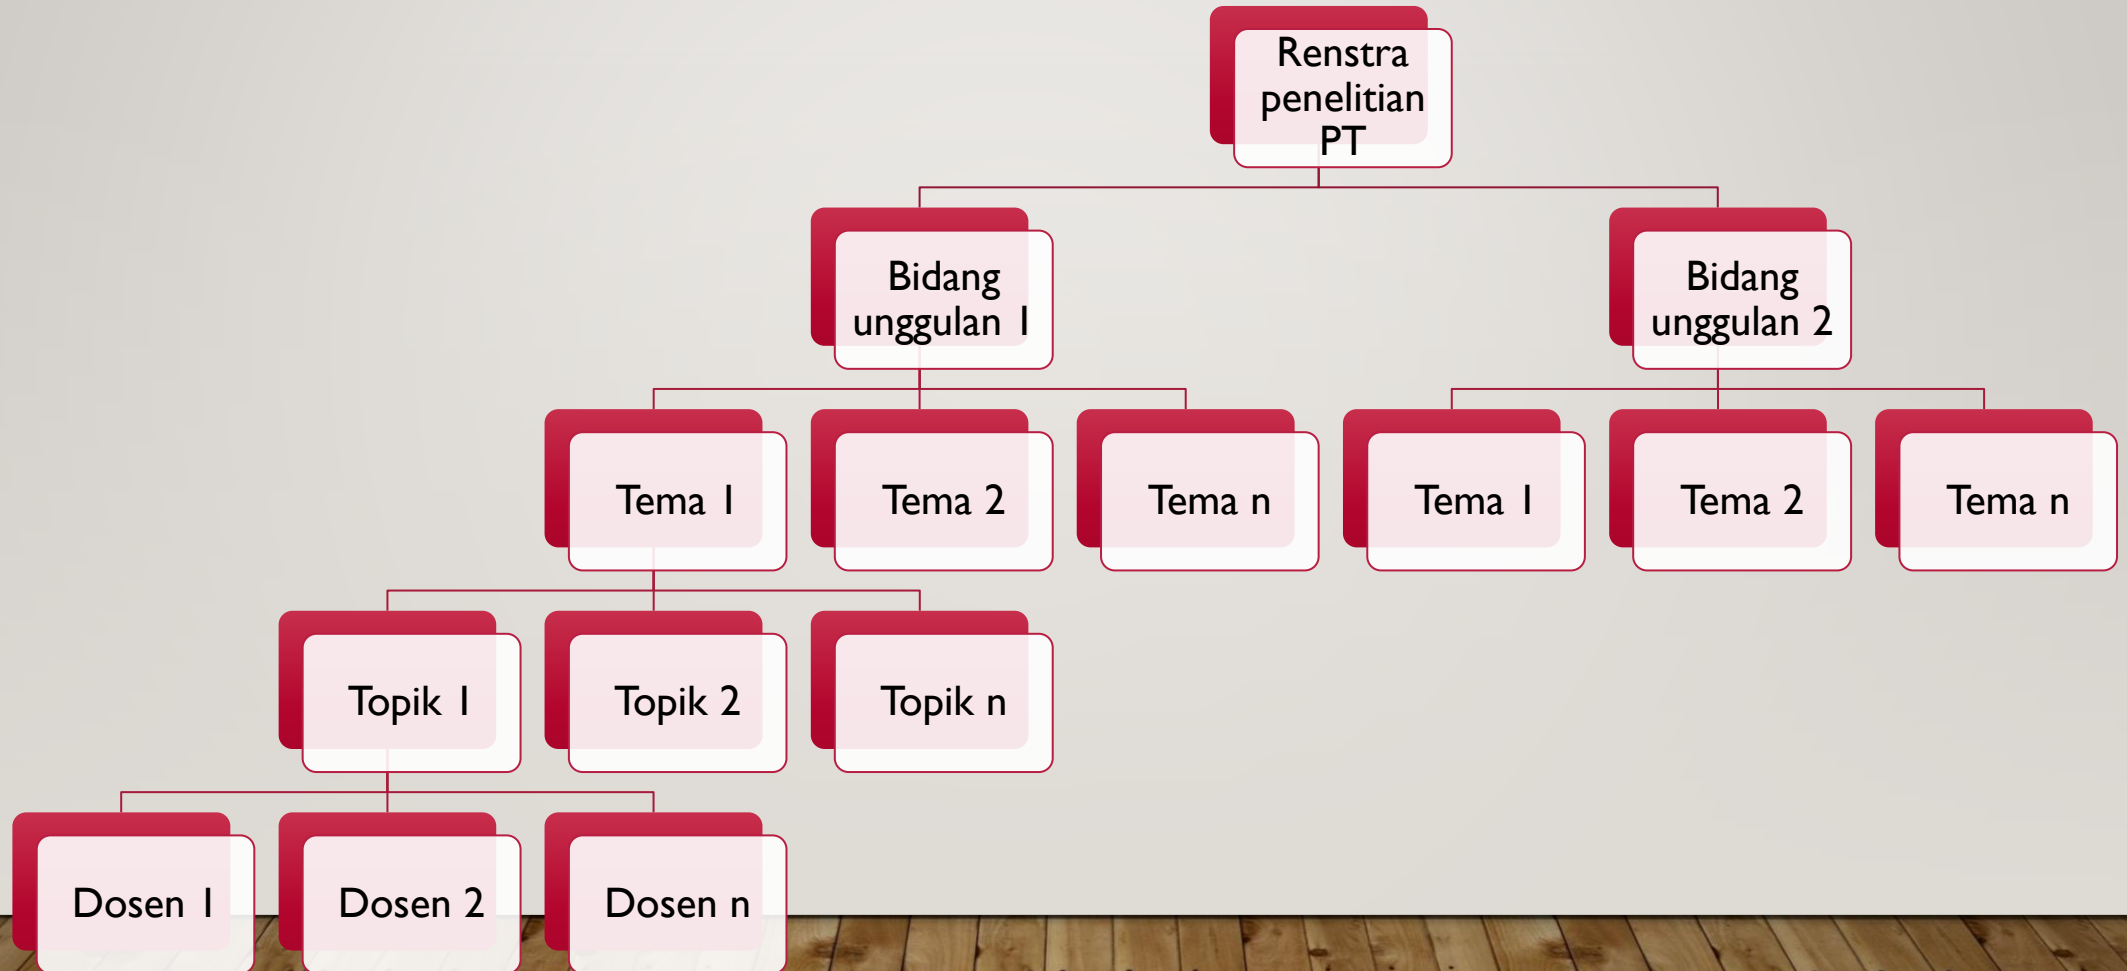 Renstra
penelitian
PT
Bidang
unggulan 1
Bidang
unggulan 2
Tema 1
Tema 2
Tema n
Tema 1
Tema 2
Tema n
Topik 1
Topik 2
Topik n
Dosen 1
Dosen 2
Dosen n